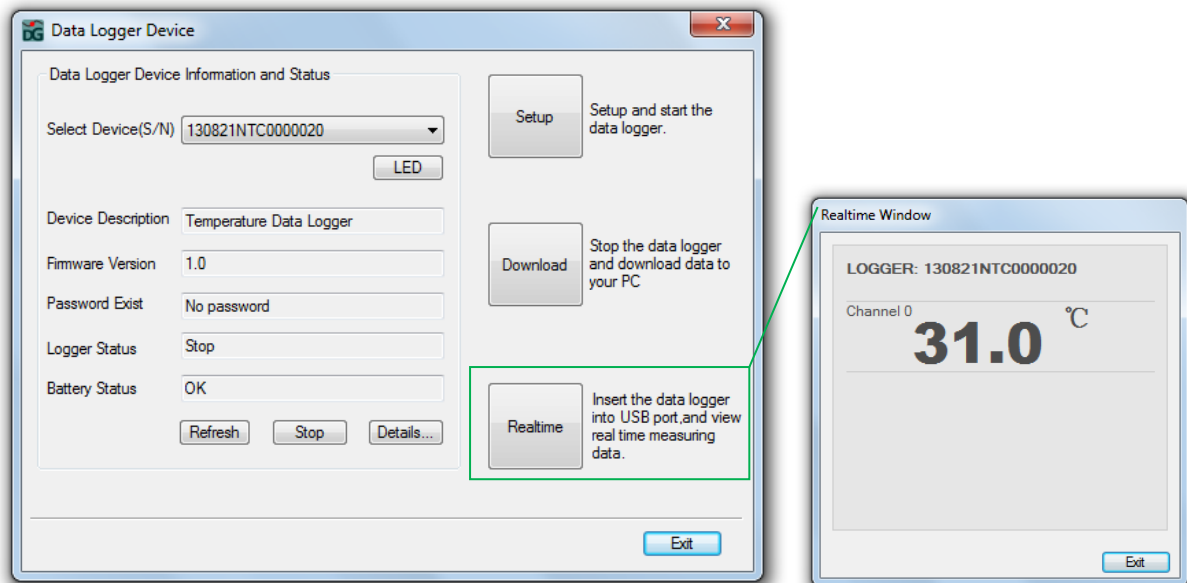 DG Data Logger Device
Data Logger Device Information and Status
Select Device(S/N) 130821NTC0000020
LED
Device Description Temperature Data Logger
Firmware Version 1.0
Password Exist No password
Logger Status Stop
Battery Status OK
Refresh Stop Details...
Setup
Setup and start the
data logger.
Download
Stop the data logger
and download data to
your PC
Realtime
Insert the data logger
into USB port,and view
real time measuring
data.
Exit
Realtime Window
LOGGER: 130821NTC0000020
Channel 0
31.0 ℃
Exit